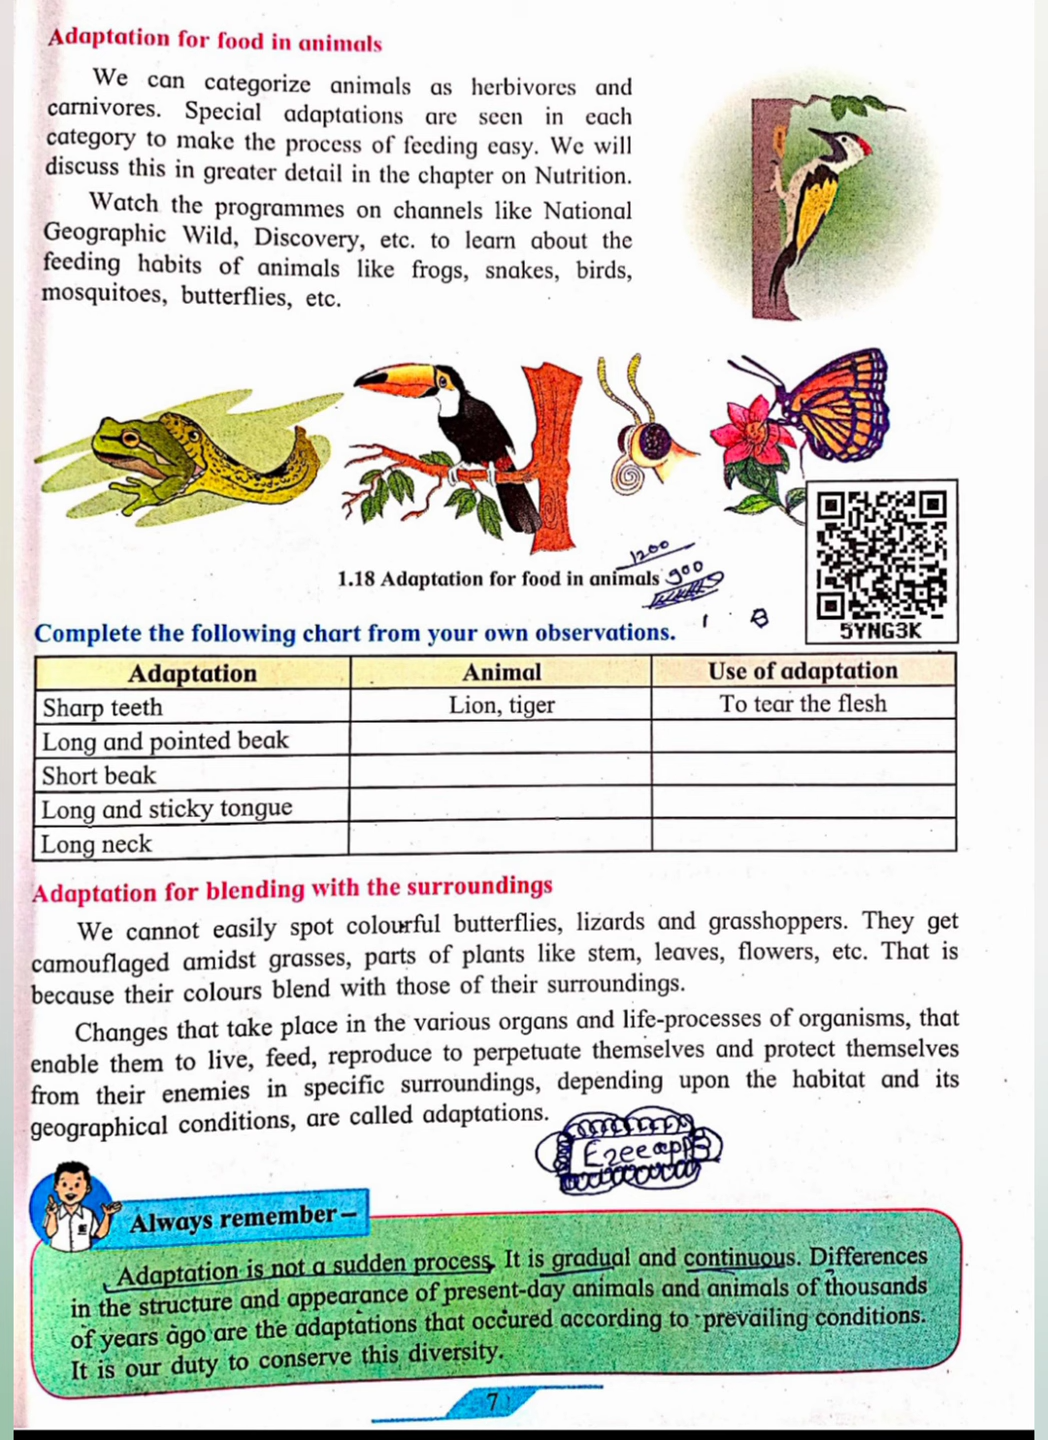 Adaptation for food in animals
We can categorize animals as herbivores and
carnivores. Special adaptations are seen in each
category to make the process of feeding easy. We will
discuss this in greater detail in the chapter on Nutrition.
Watch the programmes on channels like National
Geographic Wild, Discovery, etc. to learn about the
feeding habits of animals like frogs, snakes, birds,
mosquitoes, butterflies, etc.
1200
1.18 Adaptation for food in animals 900
1 B
5YNG3K
Complete the following chart from your own observations.
Adaptation Animal Use of adaptation
Sharp teeth Lion, tiger To tear the flesh
Long and pointed beak
Short beak
Long and sticky tongue
Long neck
Adaptation for blending with the surroundings
We cannot easily spot colourful butterflies, lizards and grasshoppers. They get
camouflaged amidst grasses, parts of plants like stem, leaves, flowers, etc. That is
because their colours blend with those of their surroundings.
Changes that take place in the various organs and life-processes of organisms, that
enable them to live, feed, reproduce to perpetuate themselves and protect themselves
from their enemies in specific surroundings, depending upon the habitat and its
geographical conditions, are called adaptations.
Ezeeapp
Always remember –
Adaptation is not a sudden process. It is gradual and continuous. Differences
in the structure and appearance of present-day animals and animals of thousands
of years ago are the adaptations that occured according to prevailing conditions.
It is our duty to conserve this diversity.
7